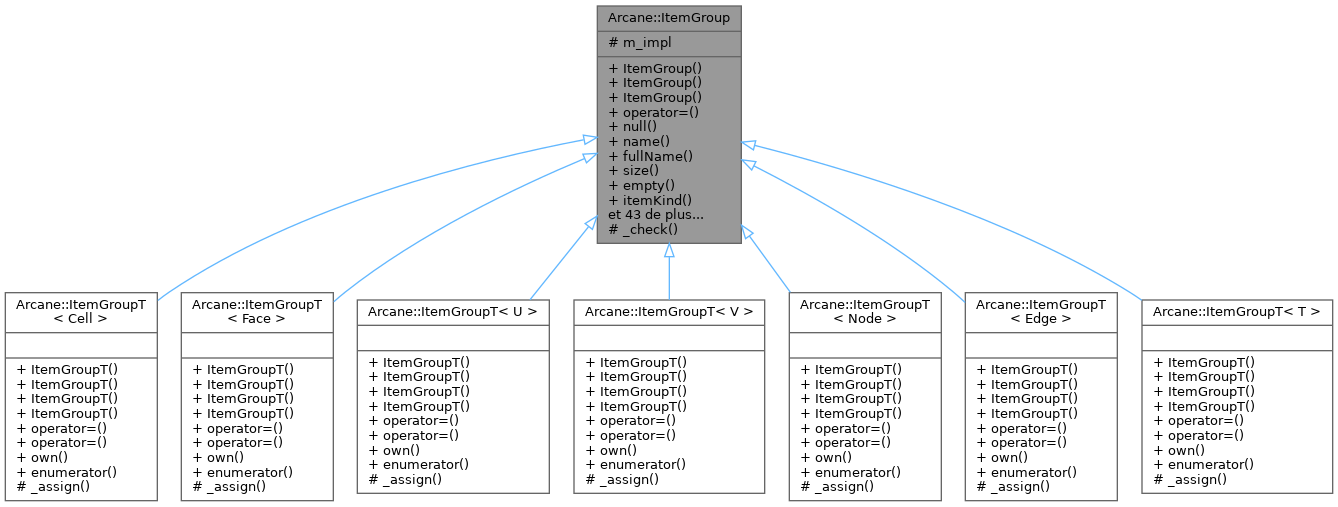 Arcane::ItemGroup
# m_impl
+ ItemGroup()
+ ItemGroup()
+ ItemGroup()
+ operator=()
+ null()
+ name()
+ fullName()
+ size()
+ empty()
+ itemKind()
et 43 de plus...
# _check()
Arcane::ItemGroupT
< Cell >
+ ItemGroupT()
+ ItemGroupT()
+ ItemGroupT()
+ ItemGroupT()
+ operator=()
+ operator=()
+ own()
+ enumerator()
# _assign()
Arcane::ItemGroupT
< Face >
+ ItemGroupT()
+ ItemGroupT()
+ ItemGroupT()
+ ItemGroupT()
+ operator=()
+ operator=()
+ own()
+ enumerator()
# _assign()
Arcane::ItemGroupT< U >
+ ItemGroupT()
+ ItemGroupT()
+ ItemGroupT()
+ ItemGroupT()
+ operator=()
+ operator=()
+ own()
+ enumerator()
# _assign()
Arcane::ItemGroupT< V >
+ ItemGroupT()
+ ItemGroupT()
+ ItemGroupT()
+ ItemGroupT()
+ operator=()
+ operator=()
+ own()
+ enumerator()
# _assign()
Arcane::ItemGroupT
< Node >
+ ItemGroupT()
+ ItemGroupT()
+ ItemGroupT()
+ ItemGroupT()
+ operator=()
+ operator=()
+ own()
+ enumerator()
# _assign()
Arcane::ItemGroupT
< Edge >
+ ItemGroupT()
+ ItemGroupT()
+ ItemGroupT()
+ ItemGroupT()
+ operator=()
+ operator=()
+ own()
+ enumerator()
# _assign()
Arcane::ItemGroupT< T >
+ ItemGroupT()
+ ItemGroupT()
+ ItemGroupT()
+ ItemGroupT()
+ operator=()
+ operator=()
+ own()
+ enumerator()
# _assign()